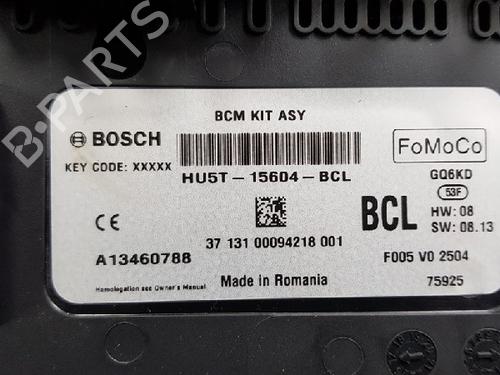 BCM KIT ASY
BOSCH
FoMoCo
KEY CODE: XXXXX
HU5T-15604-BCL
GQ6KD
53F
BCL
HW: 08
SW: 08.13
37 131 00094218 001
A13460788
F005 V0 2504
Made in Romania
75925
Homologation see Owner's Manual
B-PARTS